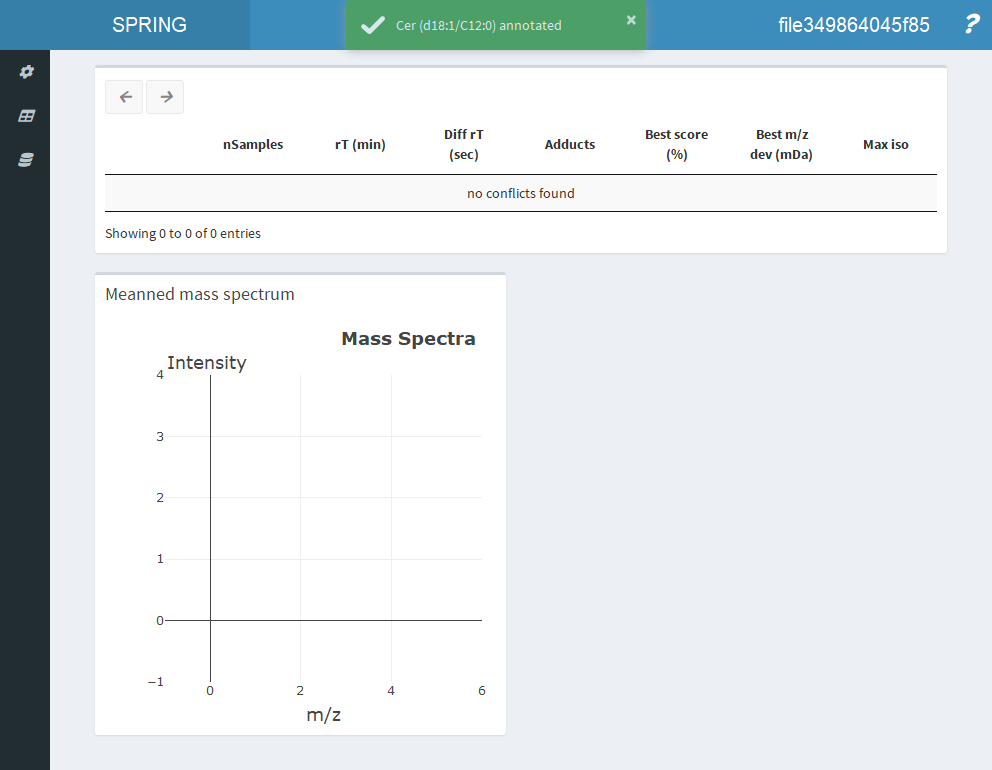 SPRING
Cer (d18:1/C12:0) annotated
×
file349864045f85
?
nSamples
rT (min)
Diff rT
(sec)
Adducts
Best score
(%)
Best m/z
dev (mDa)
Max iso
no conflicts found
Showing 0 to 0 of 0 entries
Meanned mass spectrum
Mass Spectra
Intensity
4
3
2
1
0
−1
0
2
4
6
m/z